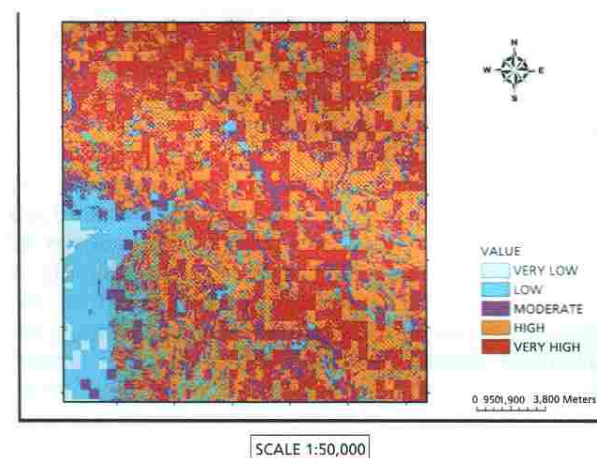 N
W E
S
VALUE
VERY LOW
LOW
MODERATE
HIGH
VERY HIGH
0 9501,900 3,800 Meters
SCALE 1:50,000